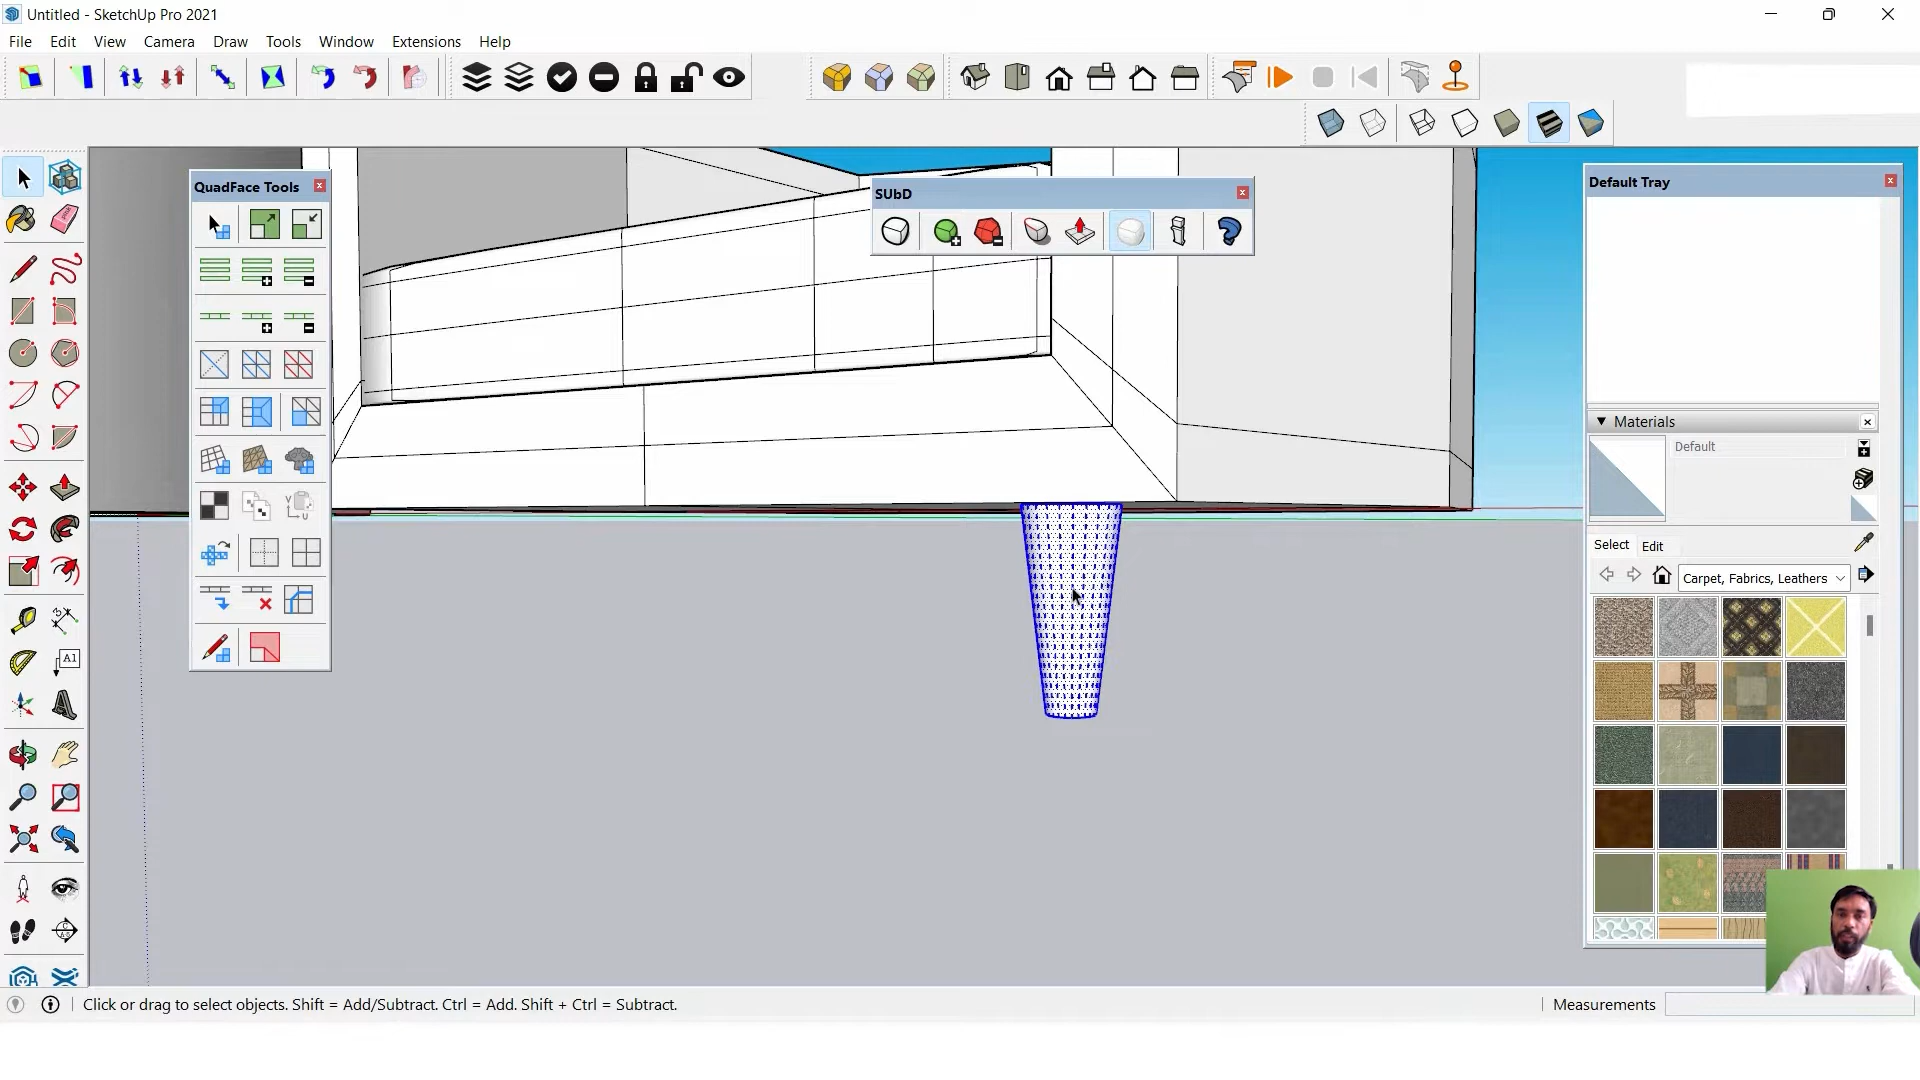 Untitled - SketchUp Pro 2021
File Edit View Camera Draw Tools Window Extensions Help
QuadFace Tools
SUbD
Default Tray
Materials
Default
Select Edit
Carpet, Fabrics, Leathers
A1
Click or drag to select objects. Shift = Add/Subtract. Ctrl = Add. Shift + Ctrl = Subtract.
Measurements